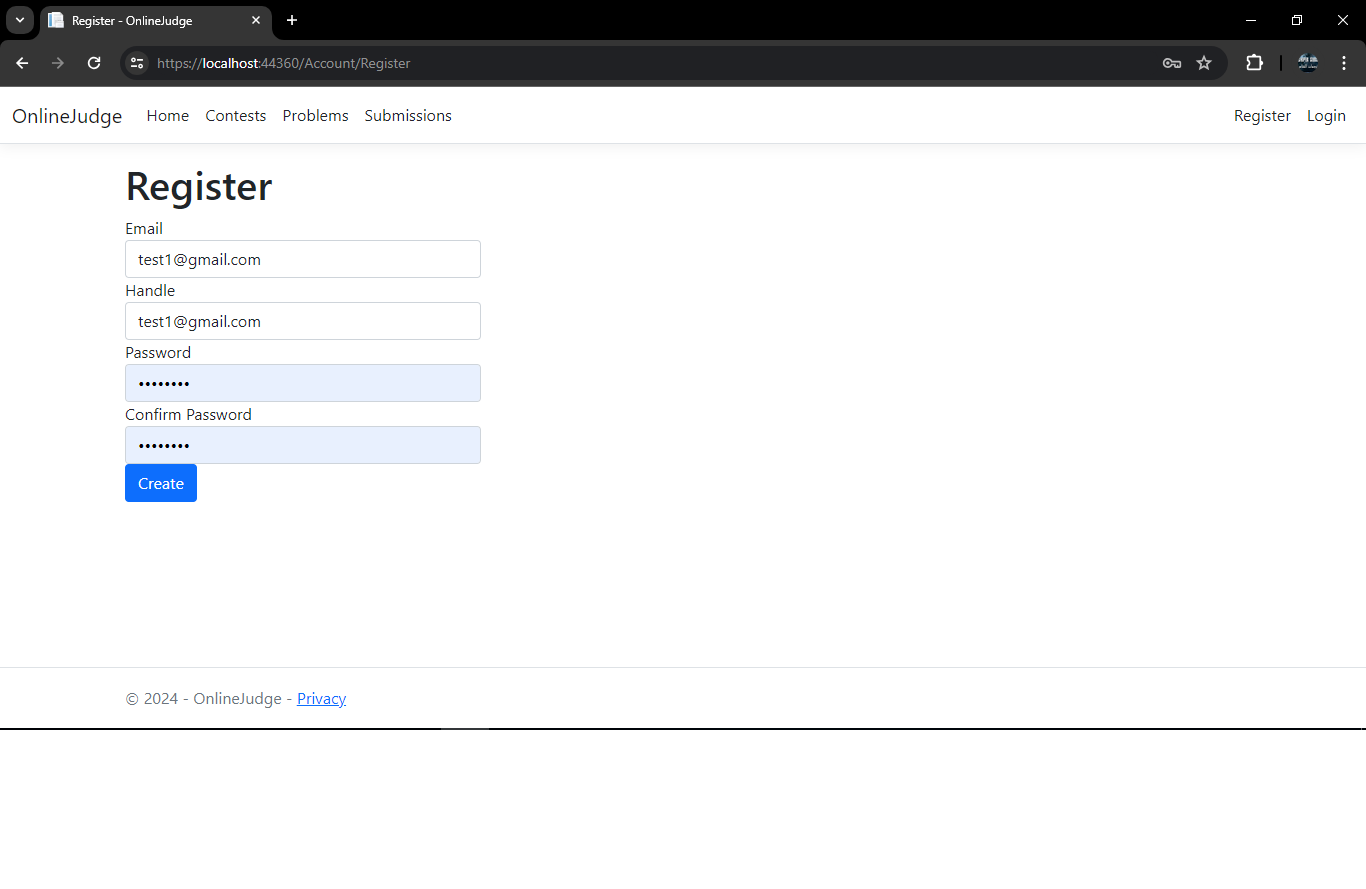 Register - OnlineJudge
https://localhost:44360/Account/Register
OnlineJudge Home Contests Problems Submissions Register Login
Register
Email
test1@gmail.com
Handle
test1@gmail.com
Password
••••••••
Confirm Password
••••••••
Create
© 2024 - OnlineJudge - Privacy